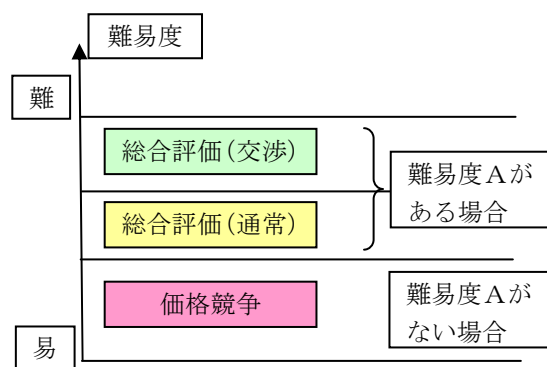 難易度
難
総合評価(交渉)
難易度Aが
ある場合
総合評価(通常)
価格競争
難易度Aが
ない場合
易